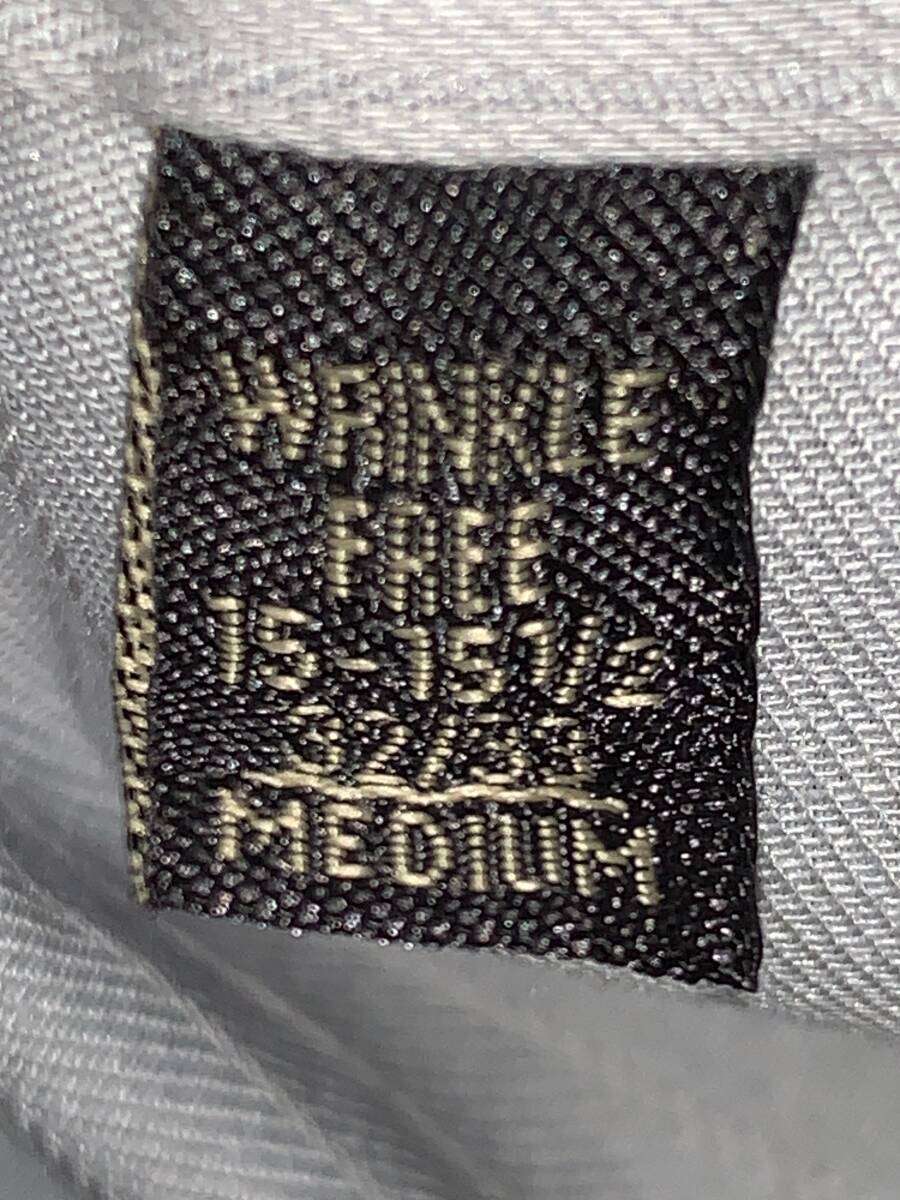 WRINKLE
FREE
15-15 1/2
32/33
MEDIUM